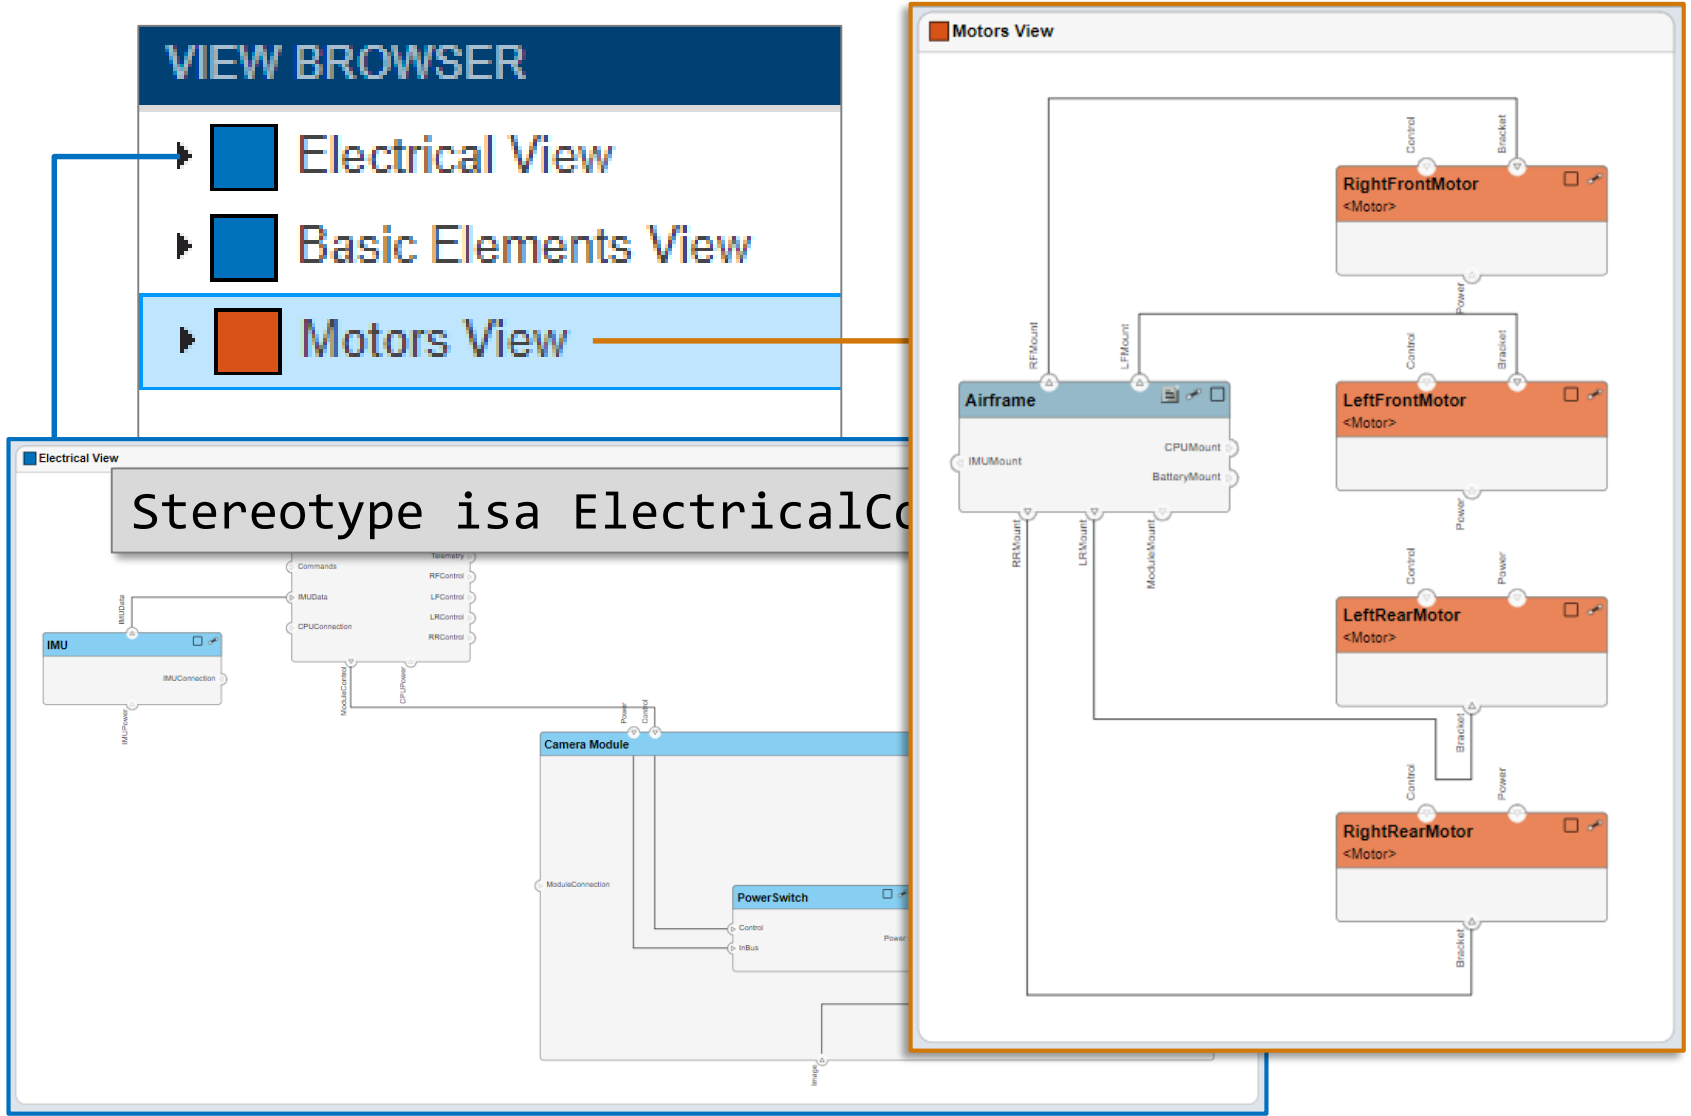 VIEW BROWSER
Electrical View
Basic Elements View
Motors View
Electrical View
Stereotype isa ElectricalCo
Telemetry
Commands
RFControl
IMUData
LFControl
LRControl
CPUConnection
RRControl
IMUData
IMU
IMUConnection
IMUPower
ModuleControl
CPUPower
Power
Control
Camera Module
ModuleConnection
PowerSwitch
Control
Power
InBus
Image
Motors View
Control
Bracket
RightFrontMotor
<Motor>
Power
RFMount
LFMount
Control
Bracket
Airframe
CPUMount
IMUMount
BatteryMount
LeftFrontMotor
<Motor>
Power
RRMount
LRMount
ModuleMount
Control
Power
LeftRearMotor
<Motor>
Bracket
Control
Power
RightRearMotor
<Motor>
Bracket